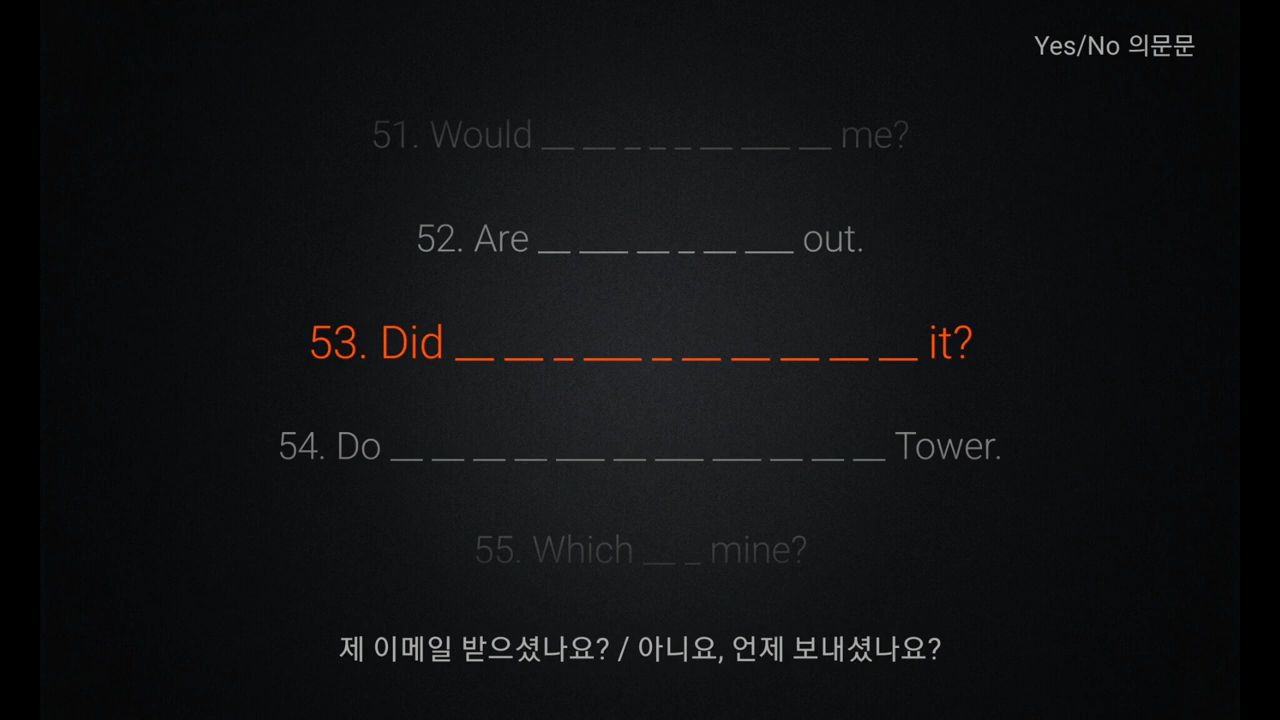 Yes/No 의문문
51. Would __ __ _ _ _ __ ___ __ me?
52. Are __ ___ __ _ __ ___ out.
53. Did __ __ _ ___ _ __ __ __ __ __ it?
54. Do __ __ __ __ ___ __ ___ ___ __ __ __ Tower.
55. Which __ _ mine?
제 이메일 받으셨나요? / 아니요, 언제 보내셨나요?